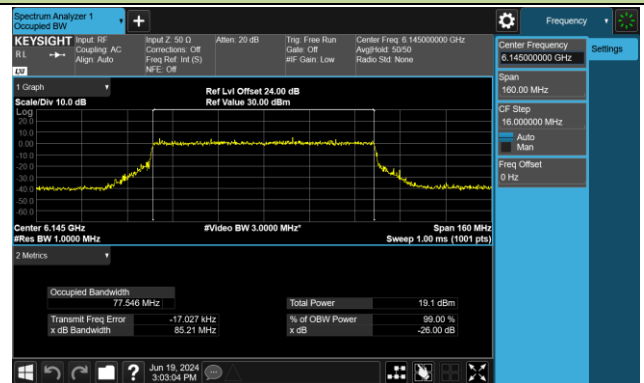 Spectrum Analyzer 1
Occupied BW
Frequency
KEYSIGHT
RL
LXI
Input: RF
Coupling: AC
Align: Auto
Input Z: 50 Ω
Corrections: Off
Freq Ref: Int (S)
NFE: Off
Atten: 20 dB
Trig: Free Run
Gate: Off
#IF Gain: Low
Center Freq: 6.145000000 GHz
Avg|Hold: 50/50
Radio Std: None
Center Frequency
6.145000000 GHz
Settings
Span
160.00 MHz
CF Step
16.000000 MHz
Auto
Man
Freq Offset
0 Hz
1 Graph
Scale/Div 10.0 dB
Ref Lvl Offset 24.00 dB
Ref Value 30.00 dBm
Log
20.0
10.0
0.00
-10.0
-20.0
-30.0
-40.0
-50.0
-60.0
Center 6.145 GHz
#Video BW 3.0000 MHz*
Span 160 MHz
#Res BW 1.0000 MHz
Sweep 1.00 ms (1001 pts)
2 Metrics
Occupied Bandwidth
77.546 MHz
Total Power
19.1 dBm
Transmit Freq Error
-17.027 kHz
% of OBW Power
99.00 %
x dB Bandwidth
85.21 MHz
x dB
-26.00 dB
?
Jun 19, 2024
3:03:04 PM